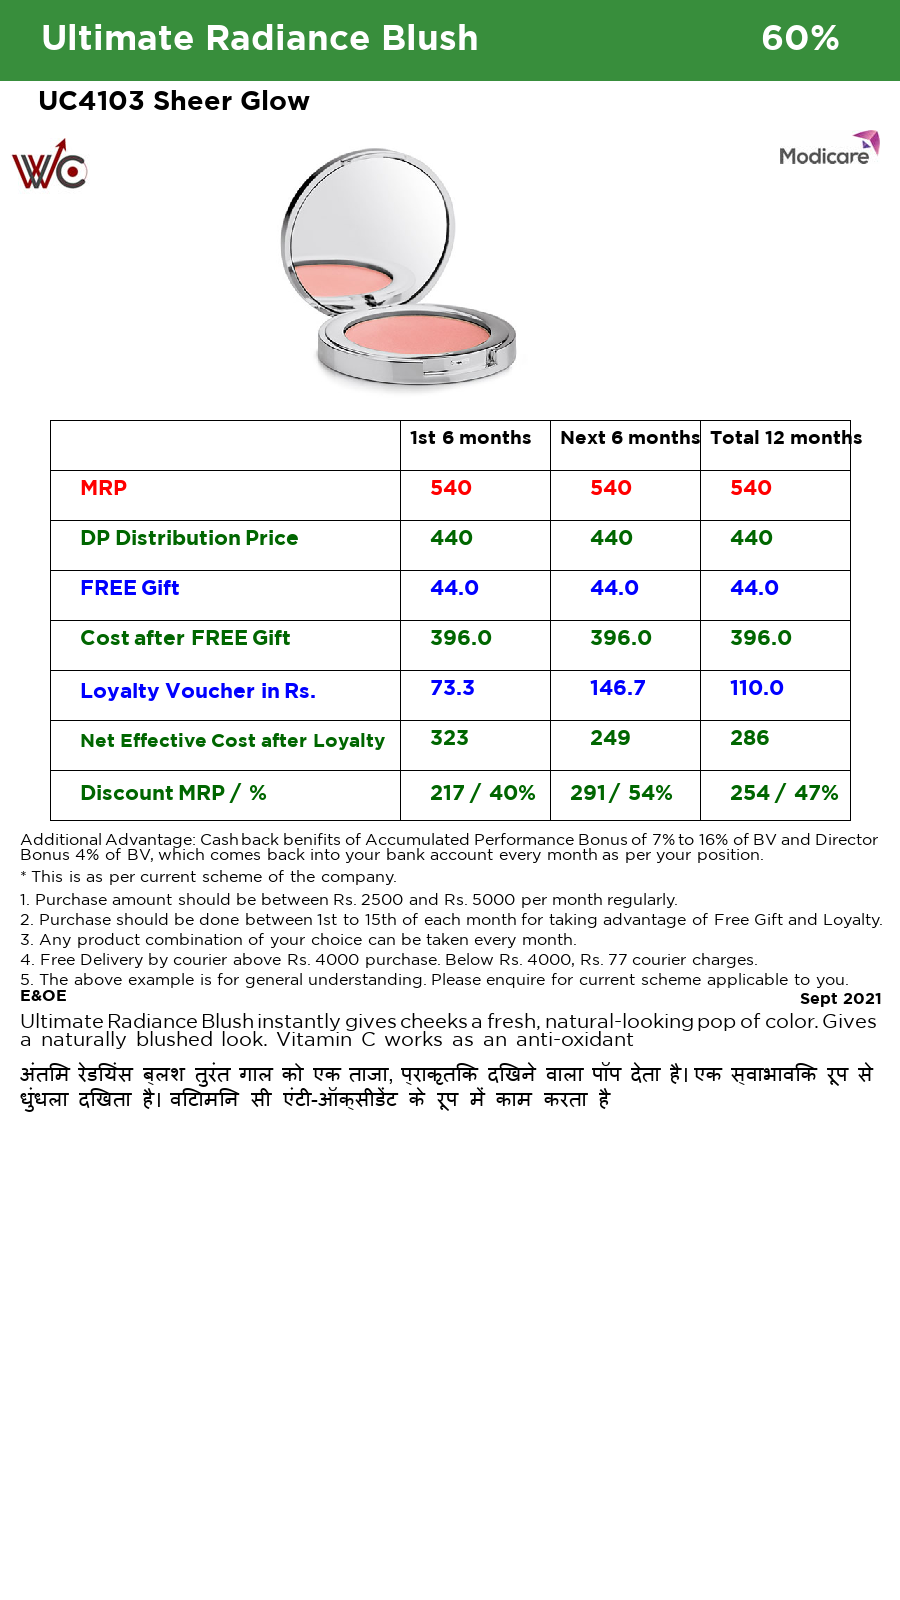 Ultimate Radiance Blush 60%
UC4103 Sheer Glow
WC
Modicare
1st 6 months Next 6 months Total 12 months
MRP 540 540 540
DP Distribution Price 440 440 440
FREE Gift 44.0 44.0 44.0
Cost after FREE Gift 396.0 396.0 396.0
Loyalty Voucher in Rs. 73.3 146.7 110.0
Net Effective Cost after Loyalty 323 249 286
Discount MRP / % 217 / 40% 291 / 54% 254 / 47%
Additional Advantage: Cashback benifits of Accumulated Performance Bonus of 7% to 16% of BV and Director
Bonus 4% of BV, which comes back into your bank account every month as per your position.
* This is as per current scheme of the company.
1. Purchase amount should be between Rs. 2500 and Rs. 5000 per month regularly.
2. Purchase should be done between 1st to 15th of each month for taking advantage of Free Gift and Loyalty.
3. Any product combination of your choice can be taken every month.
4. Free Delivery by courier above Rs. 4000 purchase. Below Rs. 4000, Rs. 77 courier charges.
5. The above example is for general understanding. Please enquire for current scheme applicable to you.
E&OE Sept 2021
Ultimate Radiance Blush instantly gives cheeks a fresh, natural-looking pop of color. Gives
a naturally blushed look. Vitamin C works as an anti-oxidant
अंतिम रेडियंस ब्लश तुरंत गाल को एक ताजा, प्राकृतिक दिखने वाला पॉप देता है। एक स्वाभाविक रूप से
धुंधला दिखता है। विटामिन सी एंटी-ऑक्सीडेंट के रूप में काम करता है